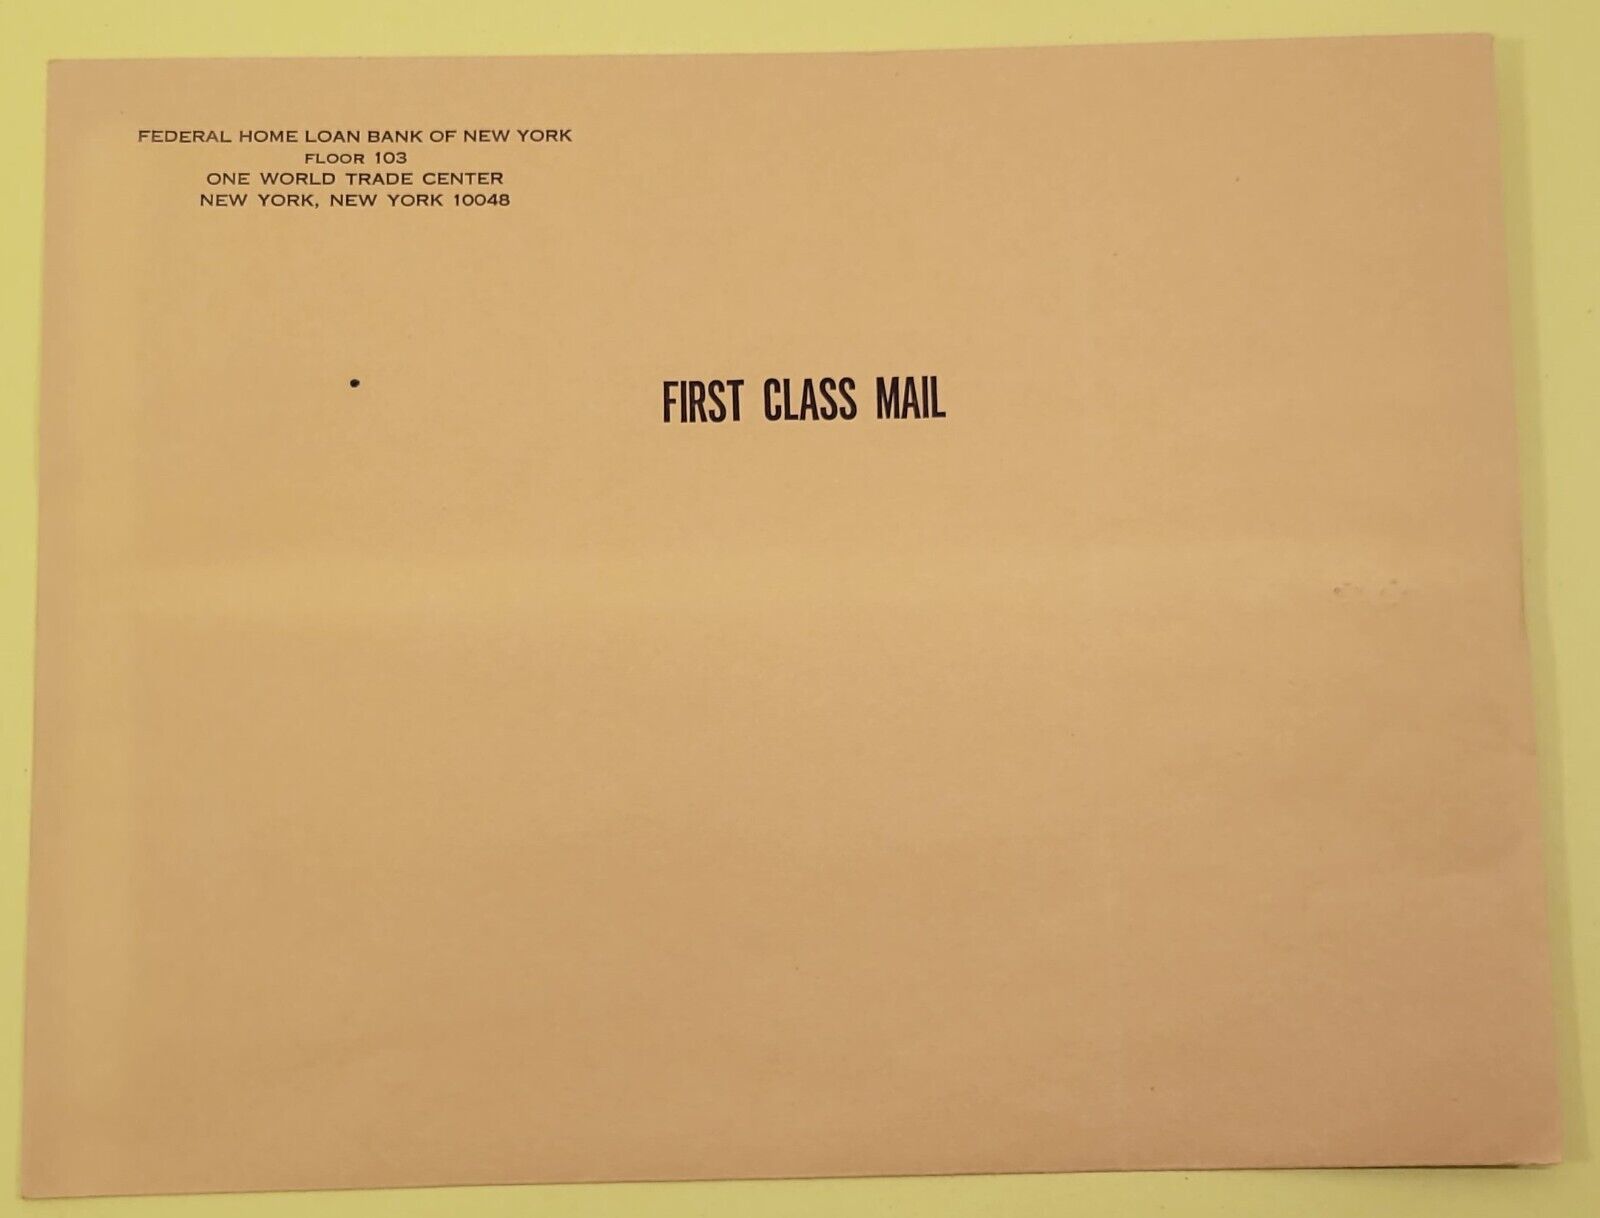 FEDERAL HOME LOAN BANK OF NEW YORK
FLOOR 103
ONE WORLD TRADE CENTER
NEW YORK, NEW YORK 10048
FIRST CLASS MAIL